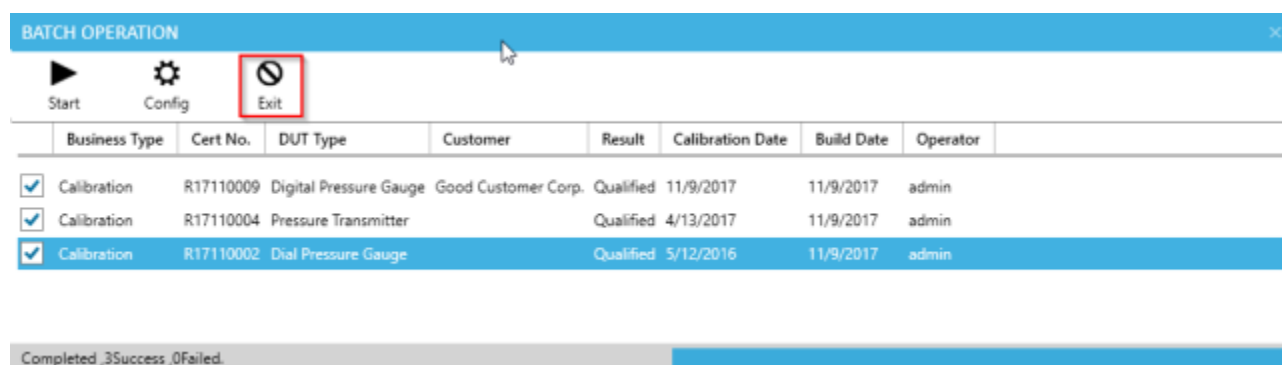 BATCH OPERATION
Start Config Exit
Business Type Cert No. DUT Type Customer Result Calibration Date Build Date Operator
Calibration R17110009 Digital Pressure Gauge Good Customer Corp. Qualified 11/9/2017 11/9/2017 admin
Calibration R17110004 Pressure Transmitter Qualified 4/13/2017 11/9/2017 admin
Calibration R17110002 Dial Pressure Gauge Qualified 5/12/2016 11/9/2017 admin
Completed ,3Success ,0Failed.